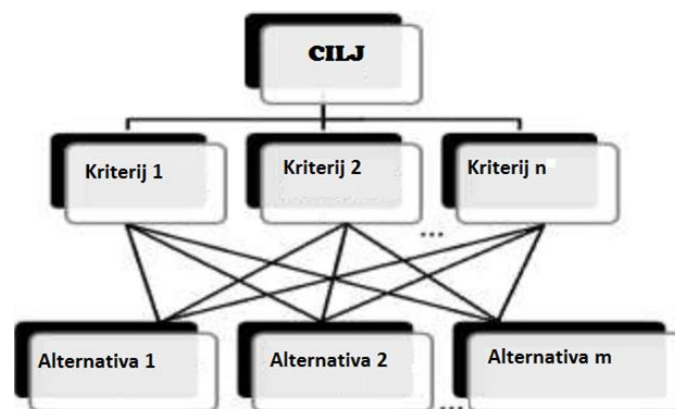 CILJ
Kriterij 1
Kriterij 2
Kriterij n
...
Alternativa 1
Alternativa 2
Alternativa m
...